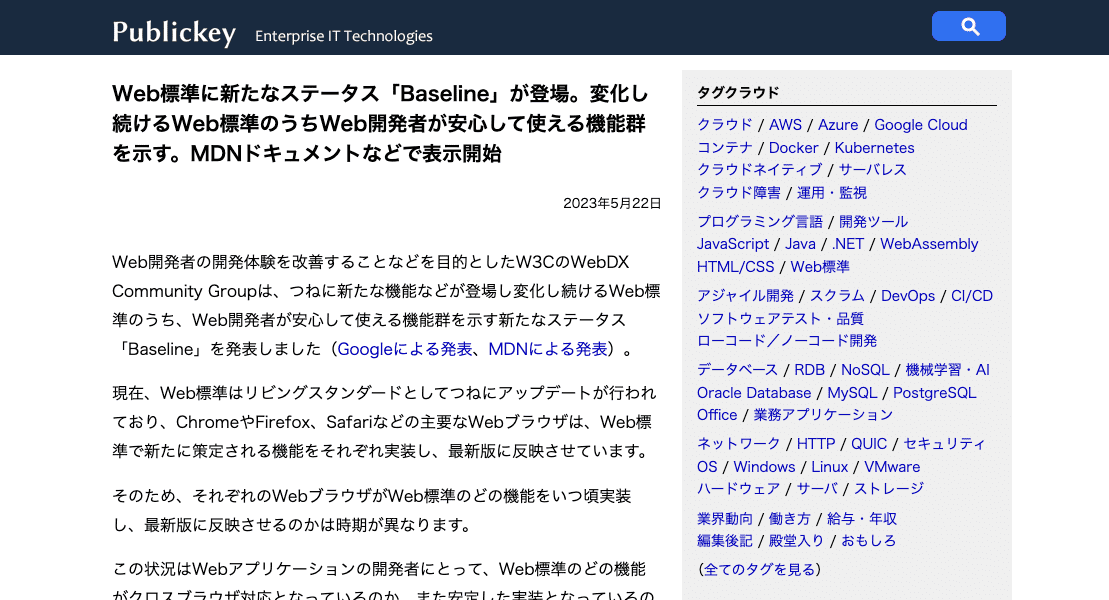 Publickey Enterprise IT Technologies
Web標準に新たなステータス「Baseline」が登場。変化し
続けるWeb標準のうちWeb開発者が安心して使える機能群
を示す。MDNドキュメントなどで表示開始
2023年5月22日
Web開発者の開発体験を改善することなどを目的としたW3CのWebDX
Community Groupは、つねに新たな機能などが登場し変化し続けるWeb標
準のうち、Web開発者が安心して使える機能群を示す新たなステータス
「Baseline」を発表しました（Googleによる発表、MDNによる発表）。
現在、Web標準はリビングスタンダードとしてつねにアップデートが行われ
ており、ChromeやFirefox、Safariなどの主要なWebブラウザは、Web標
準で新たに策定される機能をそれぞれ実装し、最新版に反映させています。
そのため、それぞれのWebブラウザがWeb標準のどの機能をいつ頃実装
し、最新版に反映させるのかは時期が異なります。
この状況はWebアプリケーションの開発者にとって、Web標準のどの機能
がクロスブラウザ対応となっているのか、また安定した実装となっているの
タグクラウド
クラウド / AWS / Azure / Google Cloud
コンテナ / Docker / Kubernetes
クラウドネイティブ / サーバレス
クラウド障害 / 運用・監視
プログラミング言語 / 開発ツール
JavaScript / Java / .NET / WebAssembly
HTML/CSS / Web標準
アジャイル開発 / スクラム / DevOps / CI/CD
ソフトウェアテスト・品質
ローコード／ノーコード開発
データベース / RDB / NoSQL / 機械学習・AI
Oracle Database / MySQL / PostgreSQL
Office / 業務アプリケーション
ネットワーク / HTTP / QUIC / セキュリティ
OS / Windows / Linux / VMware
ハードウェア / サーバ / ストレージ
業界動向 / 働き方 / 給与・年収
編集後記 / 殿堂入り / おもしろ
（全てのタグを見る）